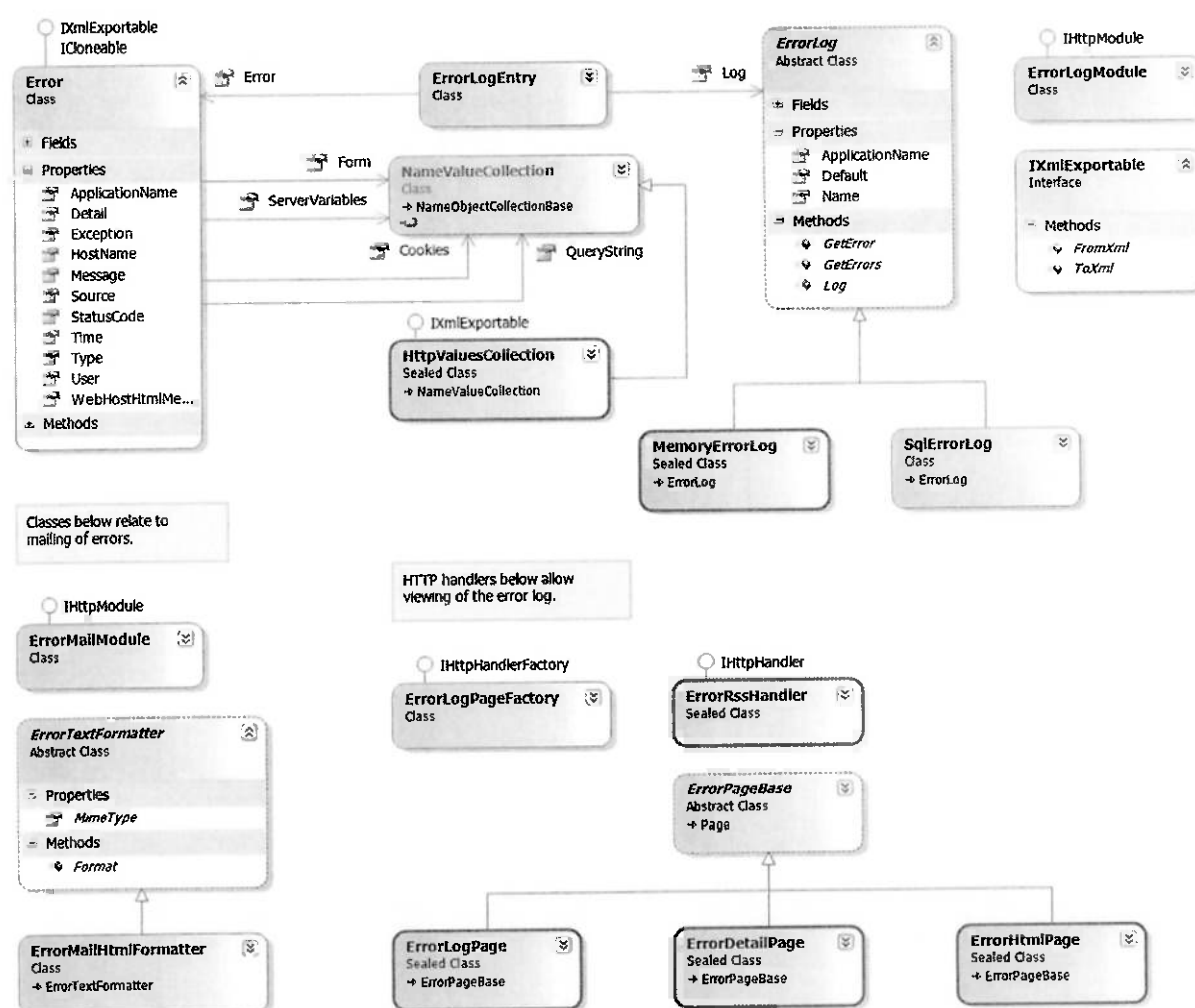 IXmlExportable
ICloneable
Error
Class
Fields
Properties
ApplicationName
Detail
Exception
HostName
Message
Source
StatusCode
Time
Type
User
WebHostHtmlMe...
Methods
Error
ErrorLogEntry
Class
Log
Form
ServerVariables
Cookies
QueryString
NameValueCollection
Class
NameObjectCollectionBase
IXmlExportable
HttpValuesCollection
Sealed Class
NameValueCollection
ErrorLog
Abstract Class
Fields
Properties
ApplicationName
Default
Name
Methods
GetError
GetErrors
Log
IHttpModule
ErrorLogModule
Class
IXmlExportable
Interface
Methods
FromXml
ToXml
MemoryErrorLog
Sealed Class
ErrorLog
SqlErrorLog
Class
ErrorLog
Classes below relate to
mailing of errors.
IHttpModule
ErrorMailModule
Class
ErrorTextFormatter
Abstract Class
Properties
MimeType
Methods
Format
ErrorMailHtmlFormatter
Class
ErrorTextFormatter
HTTP handlers below allow
viewing of the error log.
IHttpHandlerFactory
ErrorLogPageFactory
Class
IHttpHandler
ErrorRssHandler
Sealed Class
ErrorPageBase
Abstract Class
Page
ErrorLogPage
Sealed Class
ErrorPageBase
ErrorDetailPage
Sealed Class
ErrorPageBase
ErrorHtmlPage
Sealed Class
ErrorPageBase